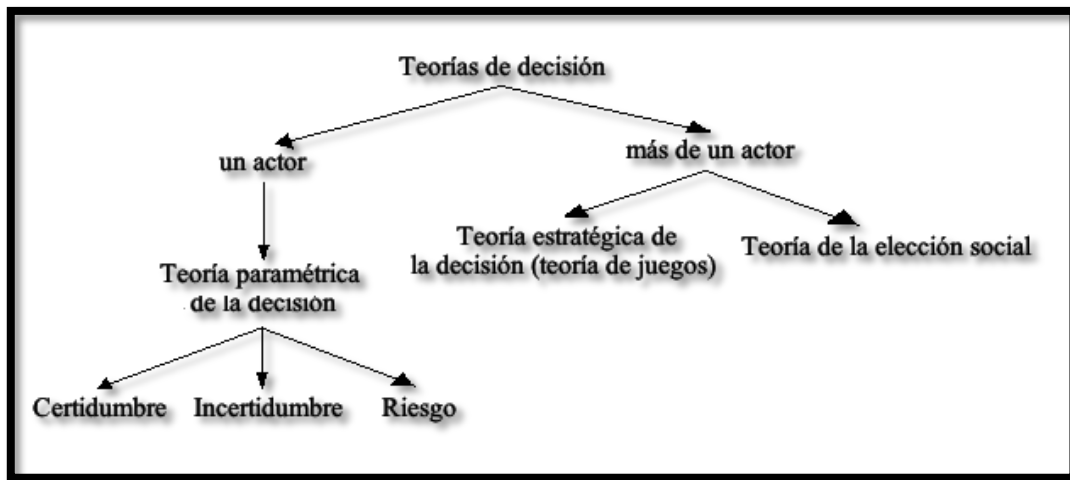 Teorías de decisión
un actor
más de un actor
Teoría estratégica de
la decisión (teoría de juegos)
Teoría de la elección social
Teoría paramétrica
de la decisión
Certidumbre
Incertidumbre
Riesgo